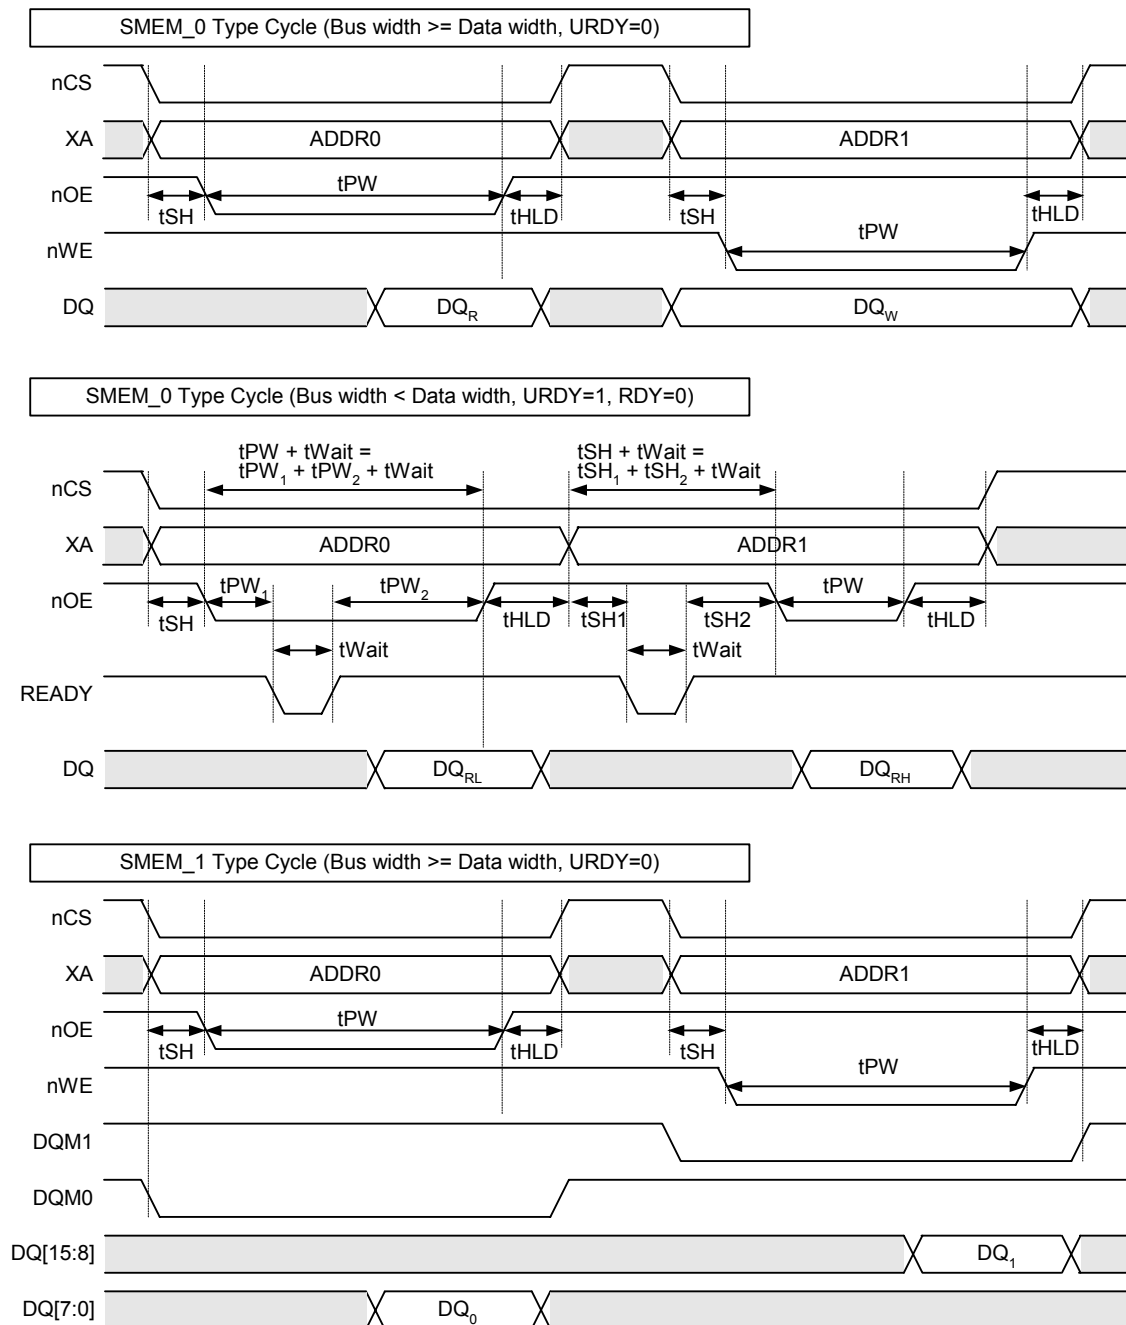 SMEM_0 Type Cycle (Bus width >= Data width, URDY=0)
nCS
XA ADDR0 ADDR1
nOE tSH tPW tHLD tSH tHLD
nWE tPW
DQ DQR DQW
SMEM_0 Type Cycle (Bus width < Data width, URDY=1, RDY=0)
tPW + tWait = tSH + tWait =
tPW1 + tPW2 + tWait tSH1 + tSH2 + tWait
nCS
XA ADDR0 ADDR1
nOE tSH tPW1 tPW2 tHLD tSH1 tSH2 tPW tHLD
tWait tWait
READY
DQ DQRL DQRH
SMEM_1 Type Cycle (Bus width >= Data width, URDY=0)
nCS
XA ADDR0 ADDR1
nOE tSH tPW tHLD tSH tHLD
nWE tPW
DQM1
DQM0
DQ[15:8] DQ1
DQ[7:0] DQ0